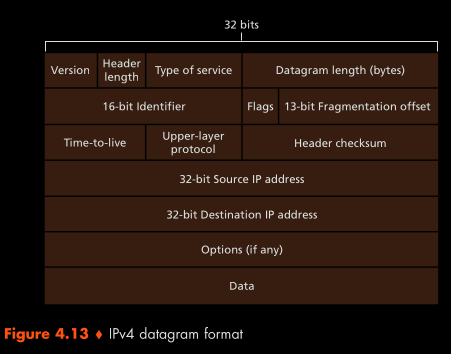 32 bits
Version
Header
length
Type of service
Datagram length (bytes)
16-bit Identifier
Flags
13-bit Fragmentation offset
Time-to-live
Upper-layer
protocol
Header checksum
32-bit Source IP address
32-bit Destination IP address
Options (if any)
Data
Figure 4.13 ♦ IPv4 datagram format